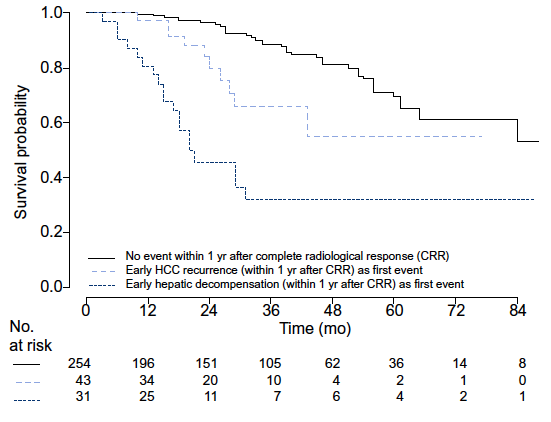 1.0
0.8
0.6
0.4
0.2
0.0
Survival probability
No event within 1 yr after complete radiological response (CRR)
Early HCC recurrence (within 1 yr after CRR) as first event
Early hepatic decompensation (within 1 yr after CRR) as first event
0 12 24 36 48 60 72 84
Time (mo)
No.
at risk
254 196 151 105 62 36 14 8
43 34 20 10 4 2 1 0
31 25 11 7 6 4 2 1